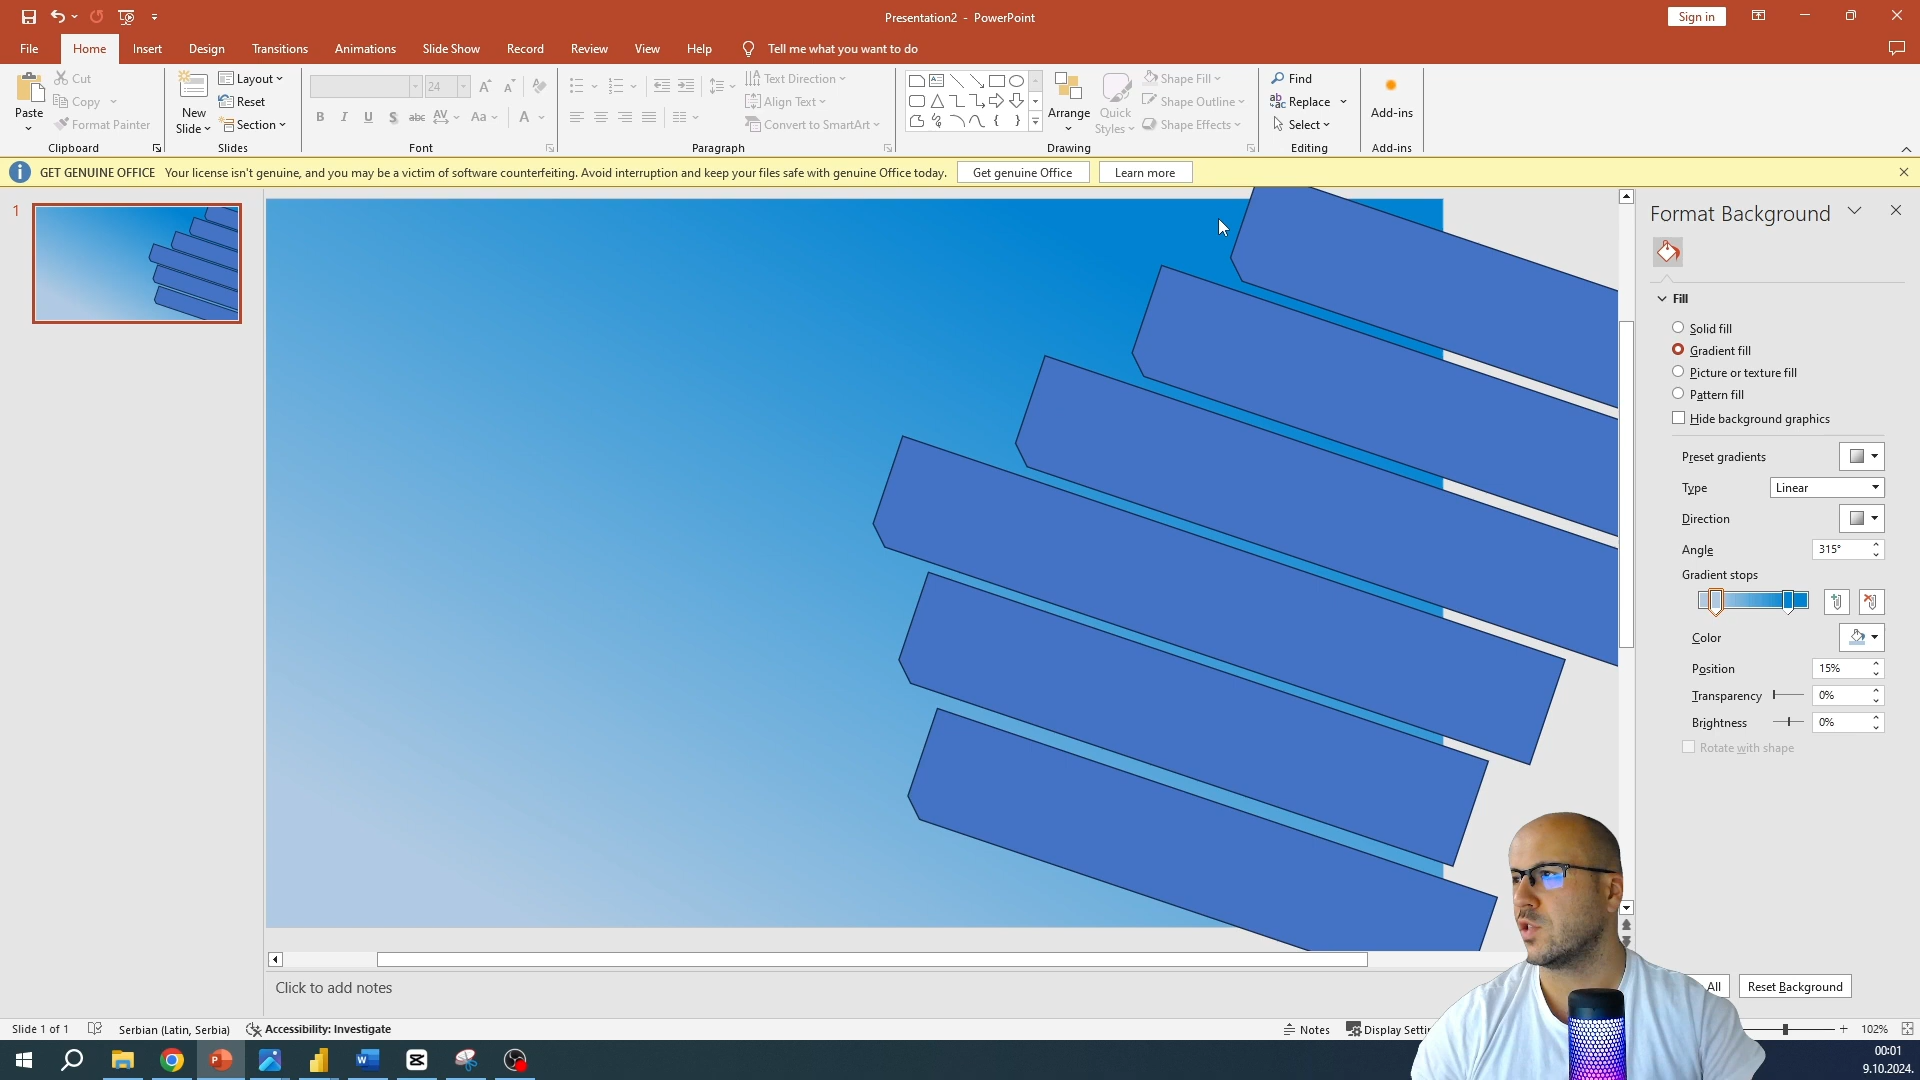 Presentation2 - PowerPoint
Sign in
File Home Insert Design Transitions Animations Slide Show Record Review View Help Tell me what you want to do
Paste
Cut
Copy
Format Painter
Clipboard
New Slide
Layout
Reset
Section
Slides
24
B I U S abc AV Aa A
Font
Text Direction
Align Text
Convert to SmartArt
Paragraph
Arrange
Quick Styles
Shape Fill
Shape Outline
Shape Effects
Drawing
Find
Replace
Select
Editing
Add-ins
Add-ins
GET GENUINE OFFICE Your license isn't genuine, and you may be a victim of software counterfeiting. Avoid interruption and keep your files safe with genuine Office today. Get genuine Office Learn more
1
Format Background
Fill
Solid fill
Gradient fill
Picture or texture fill
Pattern fill
Hide background graphics
Preset gradients
Type Linear
Direction
Angle 315°
Gradient stops
Color
Position 15%
Transparency 0%
Brightness 0%
Rotate with shape
All Reset Background
Click to add notes
Slide 1 of 1 Serbian (Latin, Serbia) Accessibility: Investigate Notes Display Settin 102%
00:01
9.10.2024.